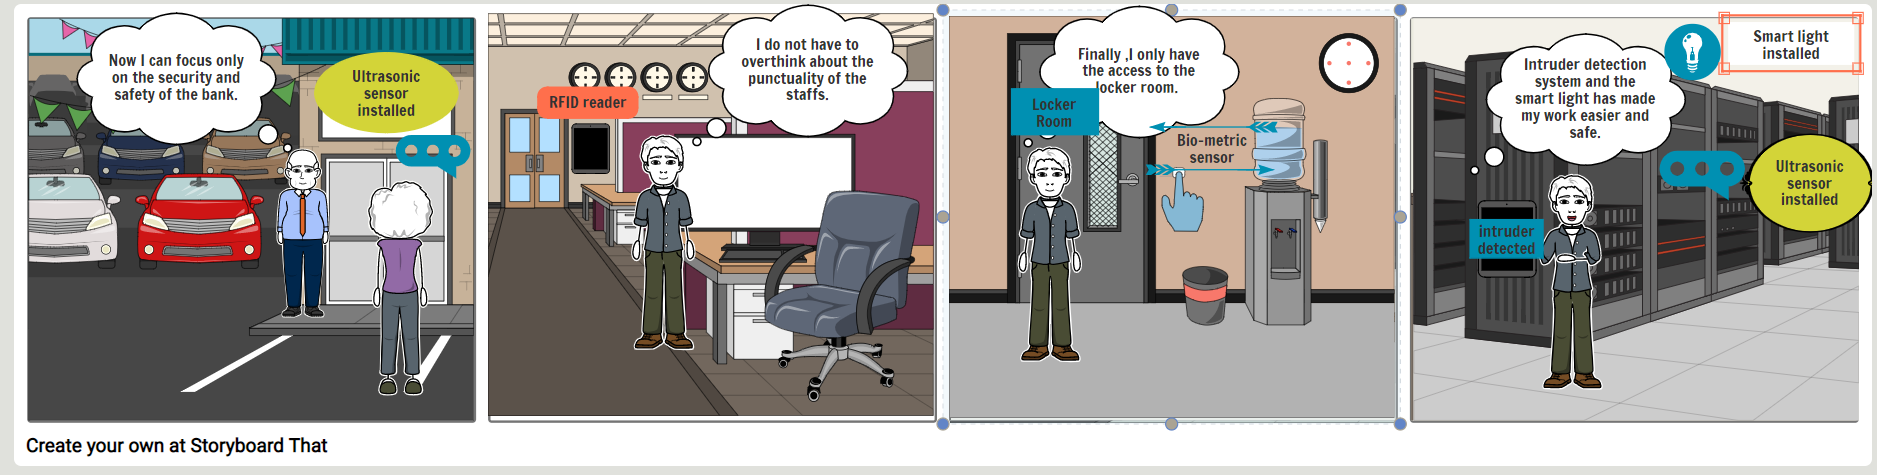 Now I can focus only
on the security and
safety of the bank.
Ultrasonic
sensor
installed
I do not have to
overthink about the
punctuality of the
staffs.
RFID reader
Finally ,I only have
the access to the
locker room.
Locker
Room
Bio-metric
sensor
Intruder detection
system and the
smart light has made
my work easier and
safe.
Smart light
installed
Ultrasonic
sensor
installed
intruder
detected
Create your own at Storyboard That